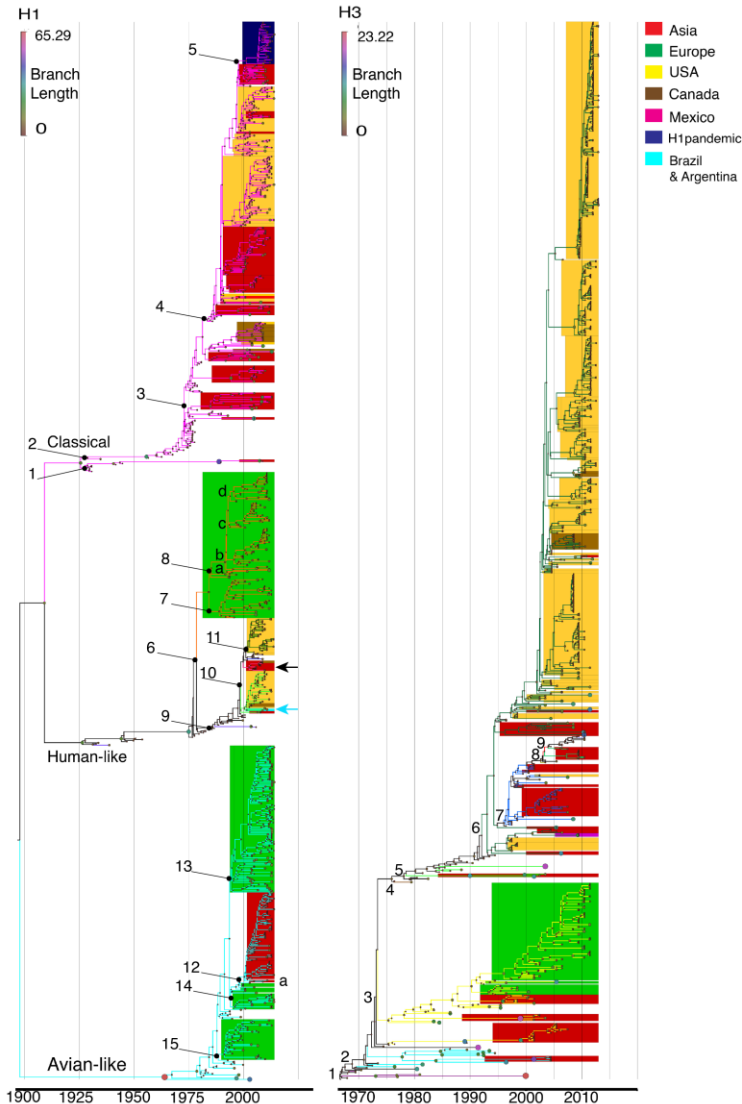 H1
65.29
Branch
Length
0
H3
23.22
Branch
Length
0
Asia
Europe
USA
Canada
Mexico
H1pandemic
Brazil
& Argentina
5
4
3
2 Classical
1
d
c
b
a
8
7
6
11
10
9
Human-like
13
12
a
14
15
Avian-like
1900 1925 1950 1975 2000
9
8
7
6
5
4
3
2
1
1970 1980 1990 2000 2010